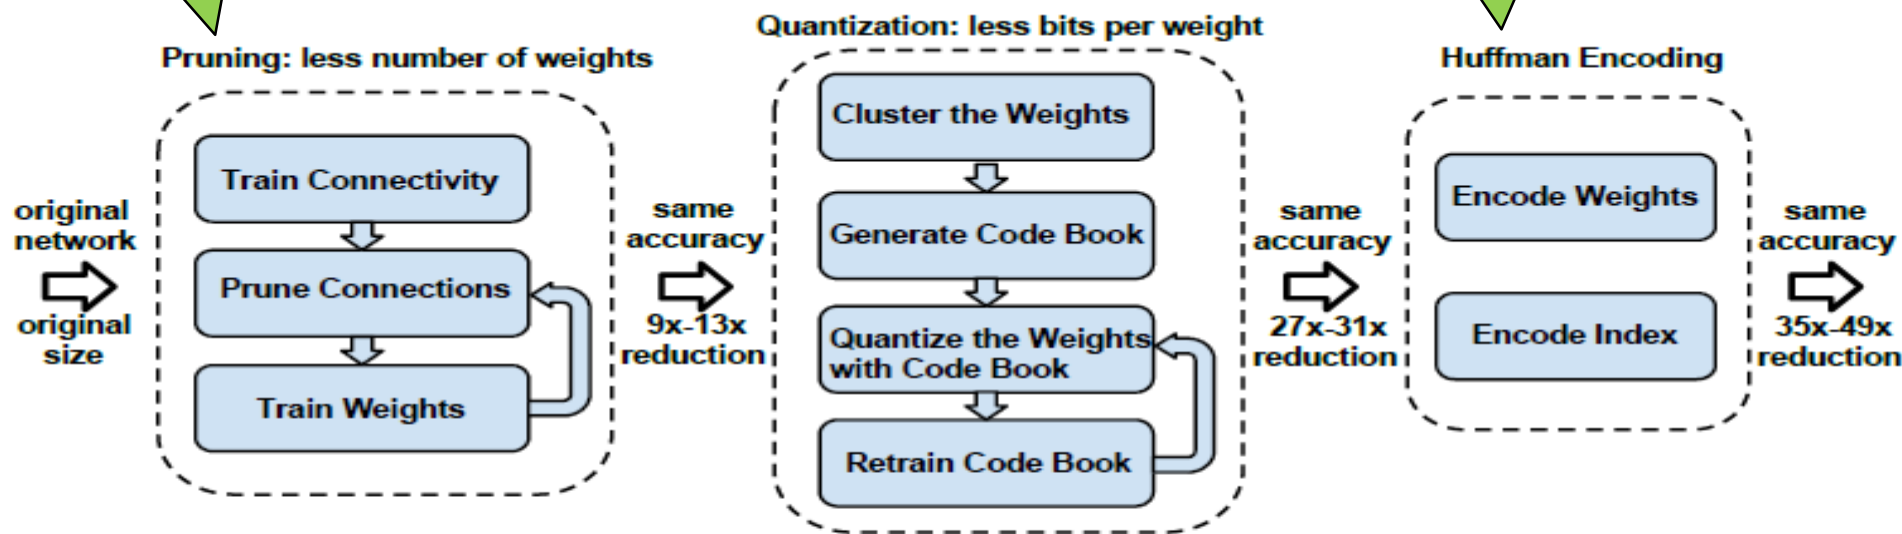 original
network
original
size
Pruning: less number of weights
Train Connectivity
Prune Connections
Train Weights
same
accuracy
9x-13x
reduction
Quantization: less bits per weight
Cluster the Weights
Generate Code Book
Quantize the Weights
with Code Book
Retrain Code Book
same
accuracy
27x-31x
reduction
Huffman Encoding
Encode Weights
Encode Index
same
accuracy
35x-49x
reduction